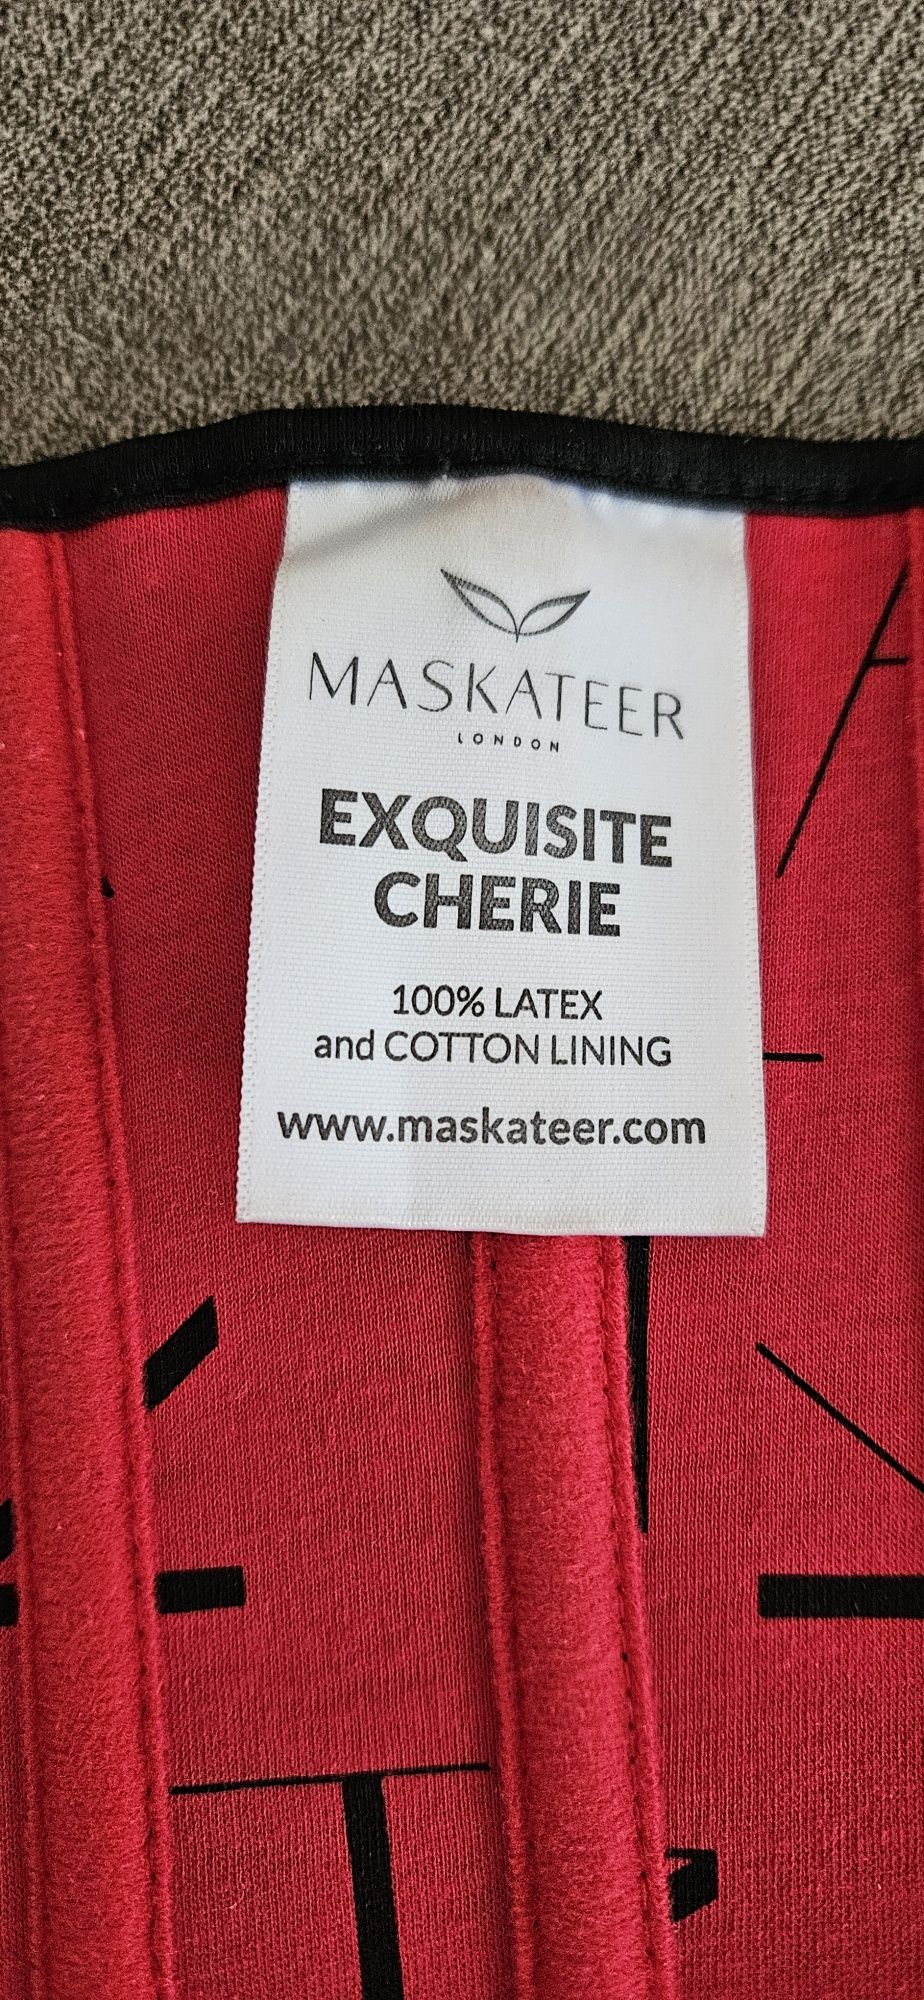 MASKATEER
LONDON
EXQUISITE
CHERIE
100% LATEX
and COTTON LINING
www.maskateer.com